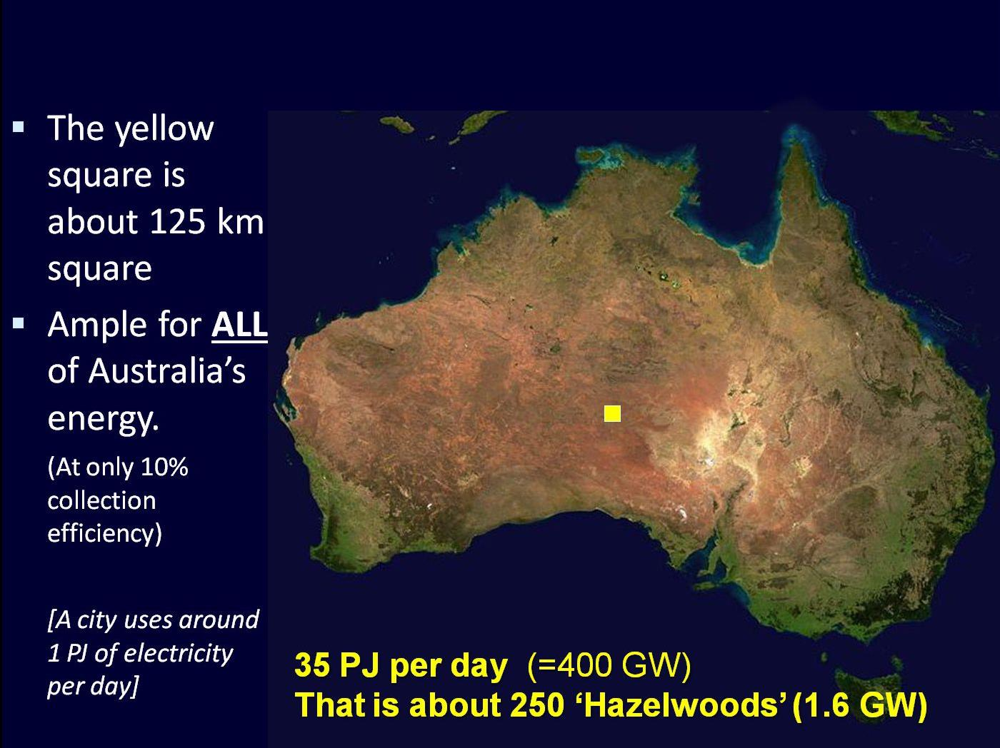 The yellow
square is
about 125 km
square
Ample for ALL
of Australia’s
energy.
(At only 10%
collection
efficiency)
[A city uses around
1 PJ of electricity
per day]
35 PJ per day (=400 GW)
That is about 250 ‘Hazelwoods’ (1.6 GW)